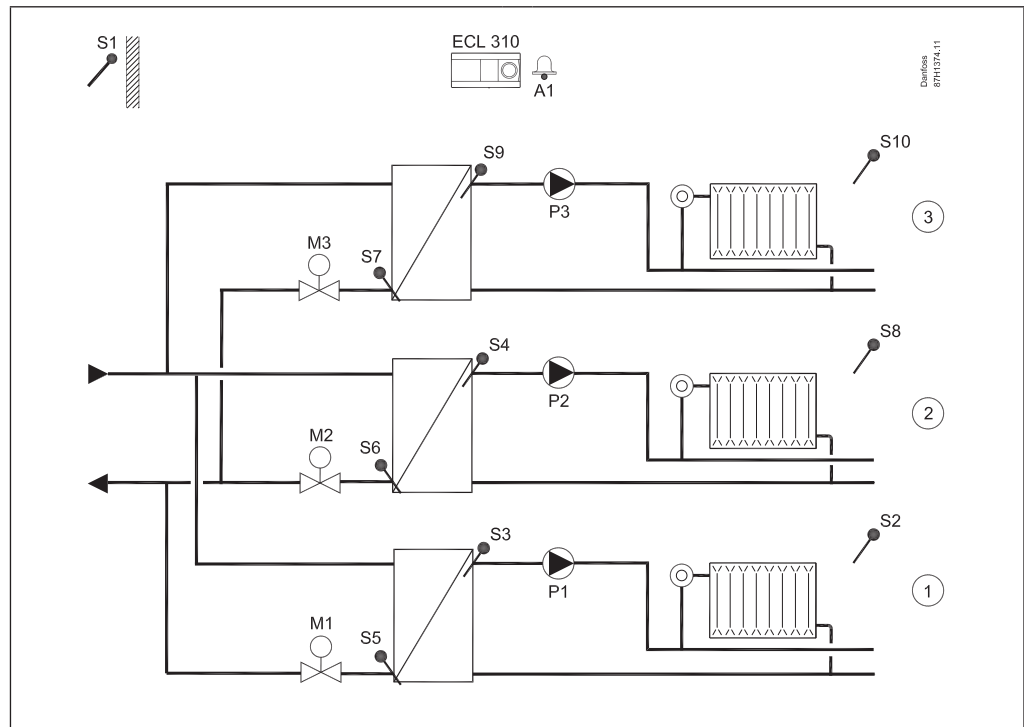 S1
ECL 310
A1
Danfoss
87H1374.11
S10
S9
P3
3
M3
S7
S8
S4
P2
2
M2
S6
S2
S3
P1
1
M1
S5